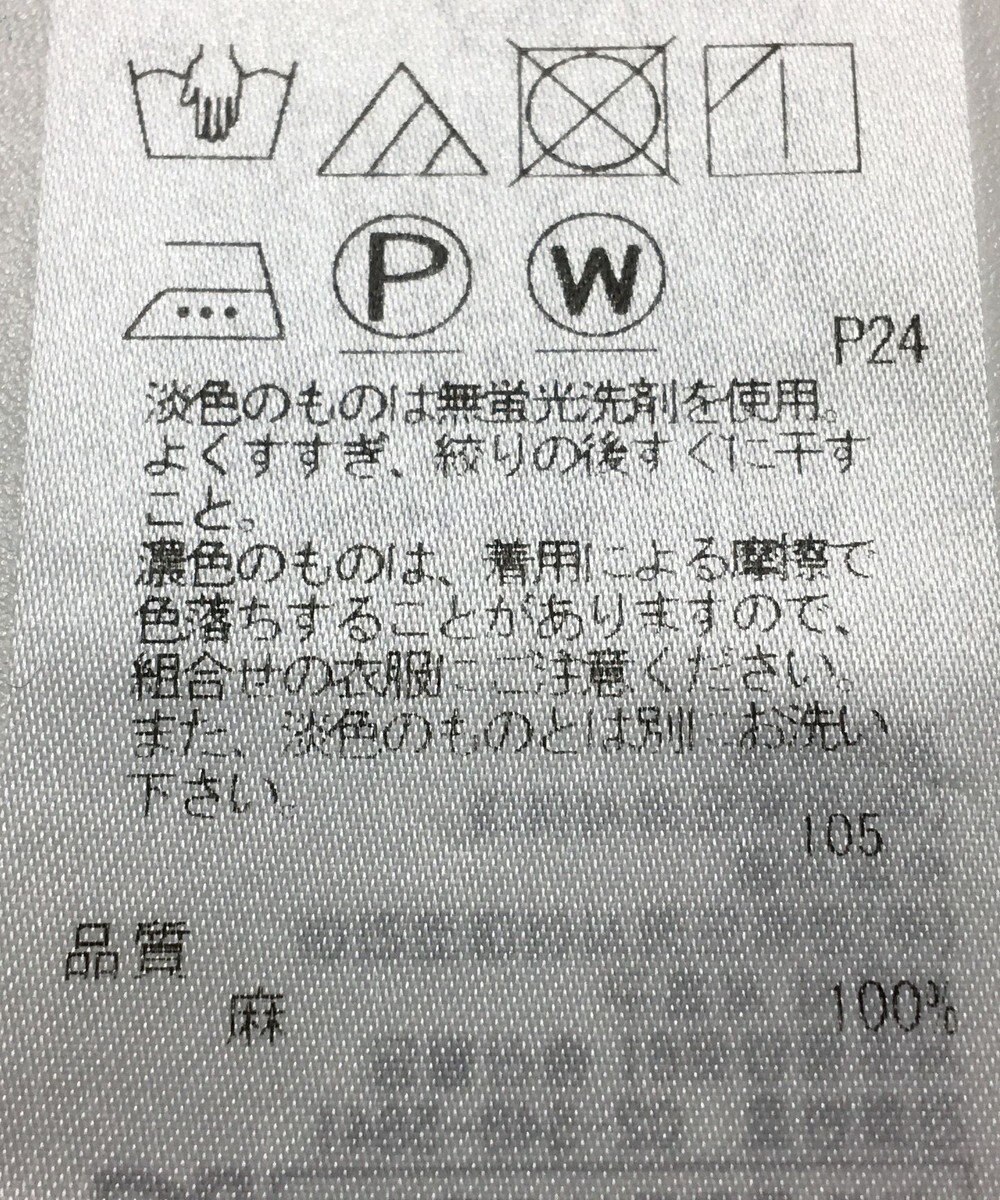 P W
P24
淡色のものは無蛍光洗剤を使用。
よくすすぎ、絞りの後すぐに干す
こと。
濃色のものは、着用による摩擦で
色落ちすることがありますので、
組合せの衣服にご注意ください。
また、淡色のものとは別にお洗い
下さい。
105
品質
麻 100%